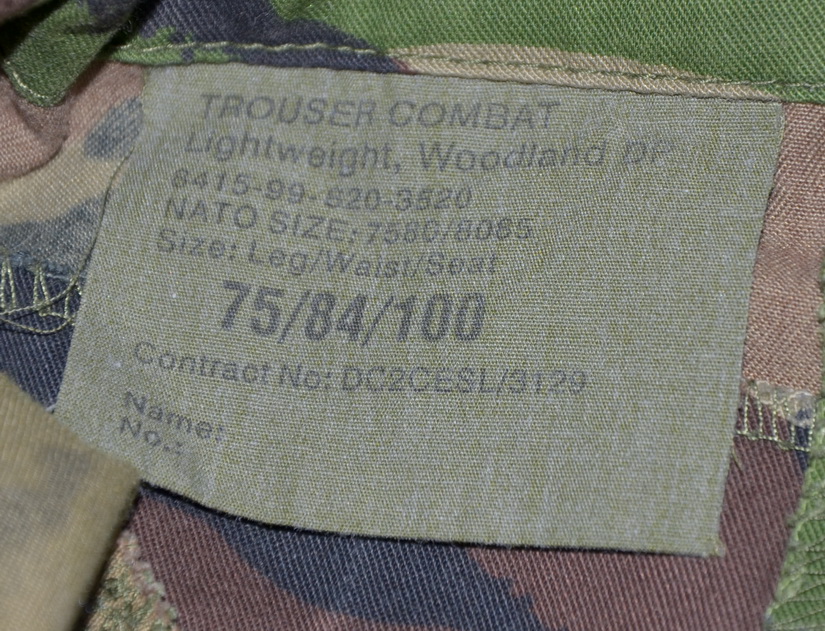 TROUSER COMBAT
Lightweight, Woodland DP
8415-99-620-3520
NATO SIZE: 7580/8085
Size: Leg/Waist/Seat
75/84/100
Contract No: DC2CESL/3129
Name:
No.: